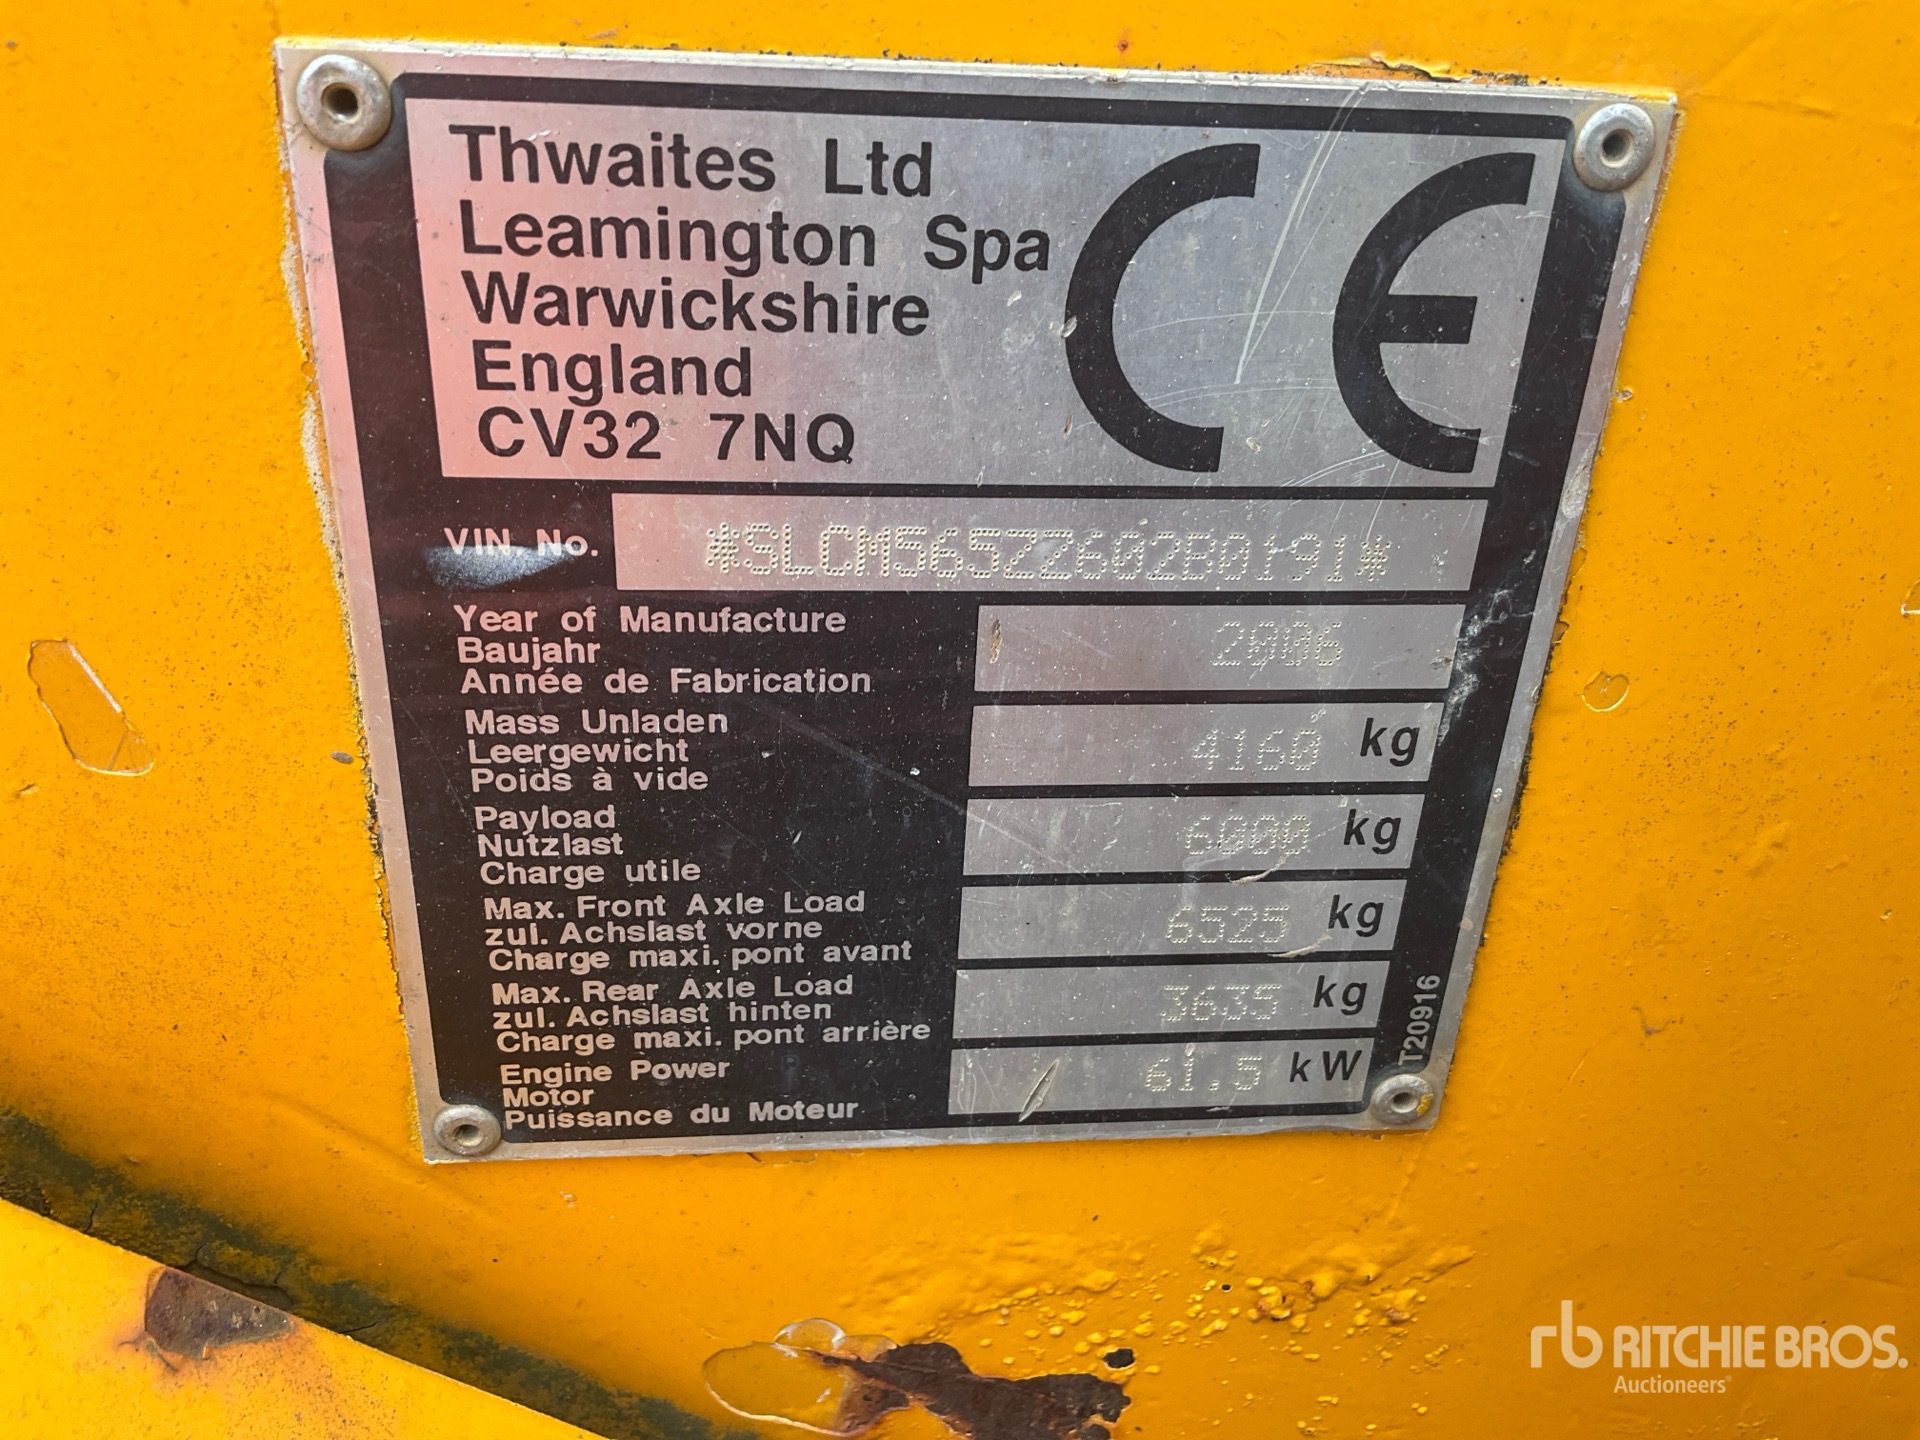 Thwaites Ltd
Leamington Spa
Warwickshire
England
CV32 7NQ
CE
VIN No. *SLCM565ZZ602B0191*
Year of Manufacture
Baujahr
Année de Fabrication
2006
Mass Unladen
Leergewicht
Poids à vide
4160 kg
Payload
Nutzlast
Charge utile
6000 kg
Max. Front Axle Load
zul. Achslast vorne
Charge maxi. pont avant
6525 kg
Max. Rear Axle Load
zul. Achslast hinten
Charge maxi. pont arrière
3635 kg
Engine Power
Motor
Puissance du Moteur
61.5 kW
T20916
rb RITCHIE BROS.
Auctioneers